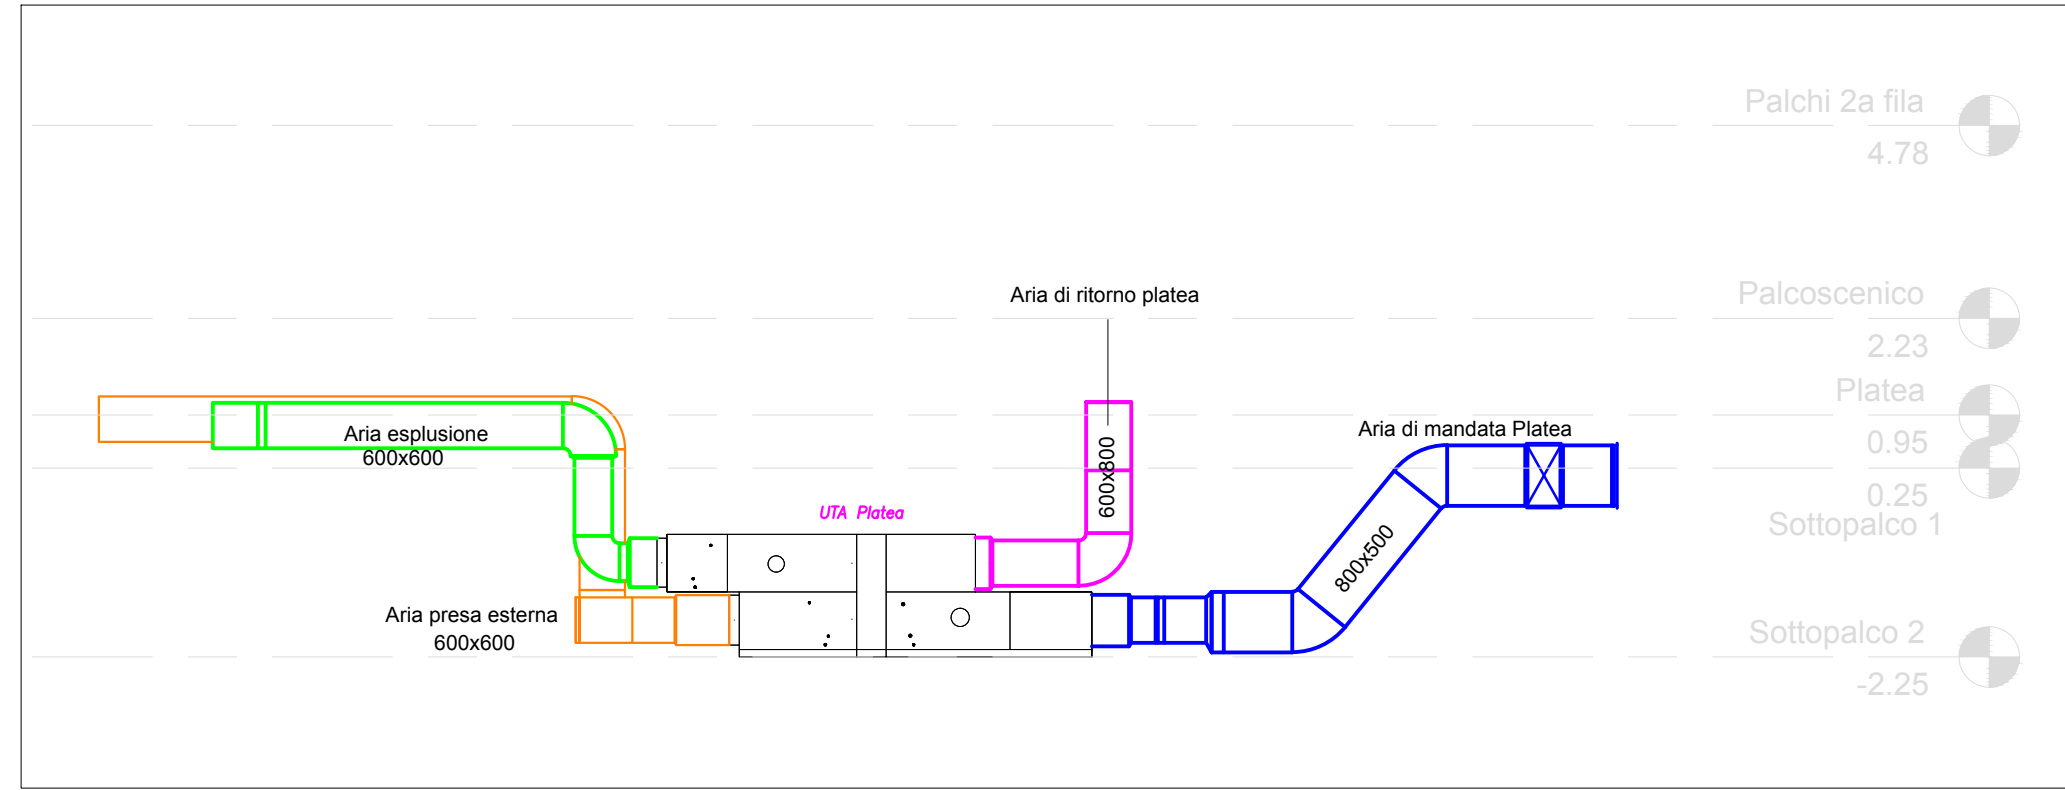 Palchi 2a fila
4.78
Aria di ritorno platea
Palcoscenico
2.23
Platea
0.95
Aria esplusione
600x600
600x800
Aria di mandata Platea
0.25
Sottopalco 1
UTA Platea
800x500
Aria presa esterna
600x600
Sottopalco 2
-2.25